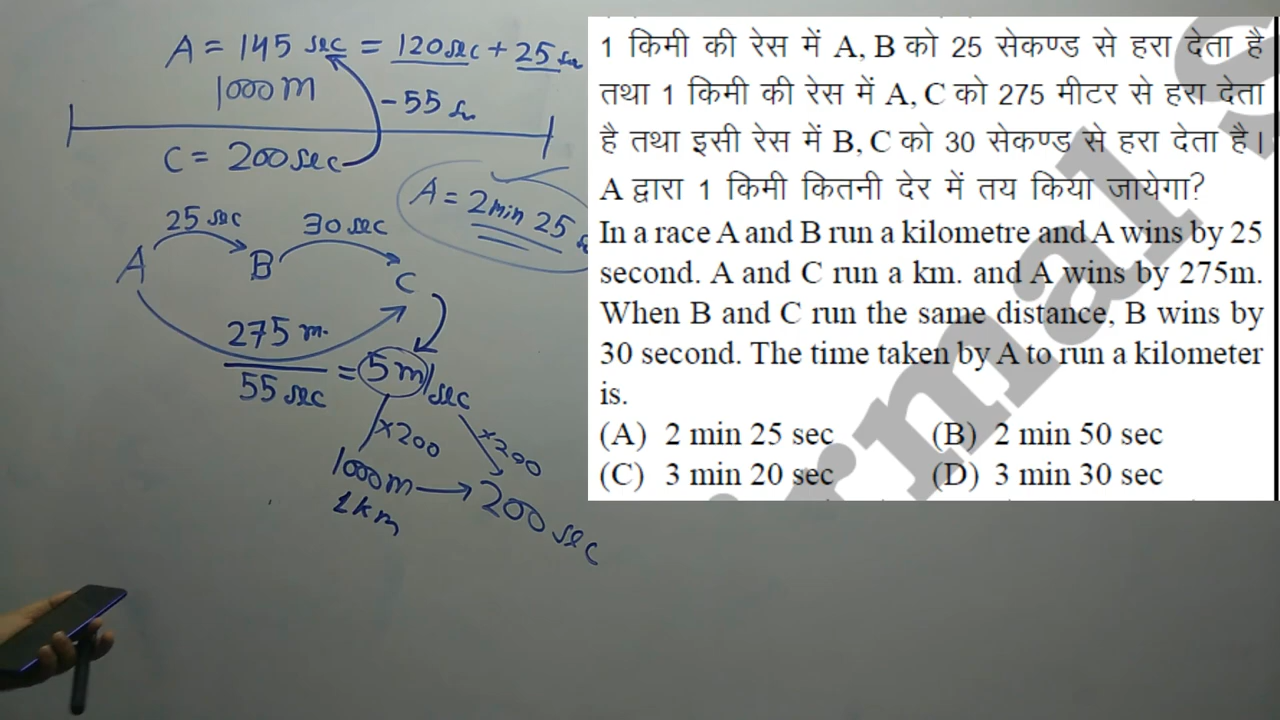 A = 145 sec = 120 sec + 25
1000 m
- 55
C = 200 sec
A = 2 min 25
25 sec
30 sec
A
B
C
275 m.
55 sec
= 5 m/sec
×200
×200
1000 m → 200 sec
1 km
1 किमी की रेस में A, B को 25 सेकण्ड से हरा देता है
तथा 1 किमी की रेस में A, C को 275 मीटर से हरा देता
है तथा इसी रेस में B, C को 30 सेकण्ड से हरा देता है।
A द्वारा 1 किमी कितनी देर में तय किया जायेगा?
In a race A and B run a kilometre and A wins by 25
second. A and C run a km. and A wins by 275m.
When B and C run the same distance, B wins by
30 second. The time taken by A to run a kilometer
is.
(A) 2 min 25 sec (B) 2 min 50 sec
(C) 3 min 20 sec (D) 3 min 30 sec